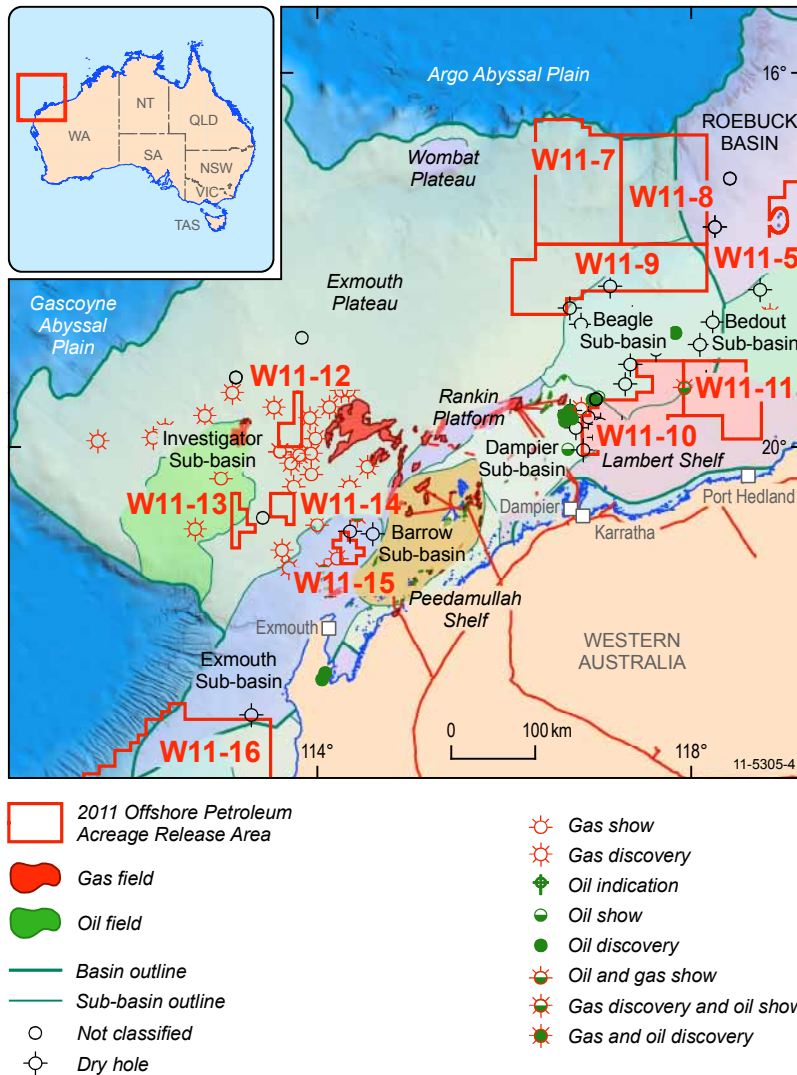 NT
WA
QLD
SA
NSW
VIC
TAS
Argo Abyssal Plain
16°
ROEBUCK
BASIN
Wombat
Plateau
W11-7
W11-8
W11-5
W11-9
Exmouth
Plateau
Gascoyne
Abyssal
Plain
Beagle
Sub-basin
Bedout
Sub-basin
W11-12
Rankin
Platform
W11-11
W11-10
Investigator
Sub-basin
20°
Dampier
Sub-basin
Lambert Shelf
W11-13
W11-14
Port Hedland
Dampier
Karratha
Barrow
Sub-basin
W11-15
Peedamullah
Shelf
Exmouth
WESTERN
AUSTRALIA
Exmouth
Sub-basin
W11-16
0
100 km
114°
118°
11-5305-4
2011 Offshore Petroleum
Acreage Release Area
Gas field
Oil field
Basin outline
Sub-basin outline
Not classified
Dry hole
Gas show
Gas discovery
Oil indication
Oil show
Oil discovery
Oil and gas show
Gas discovery and oil show
Gas and oil discovery